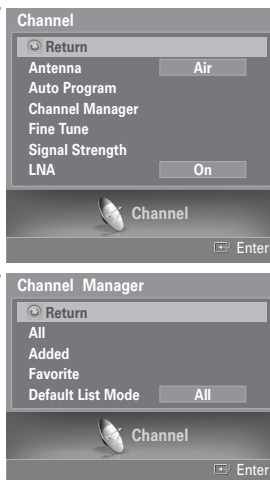 Channel
Return
Antenna Air
Auto Program
Channel Manager
Fine Tune
Signal Strength
LNA On
Channel
Enter
Channel Manager
Return
All
Added
Favorite
Default List Mode All
Channel
Enter